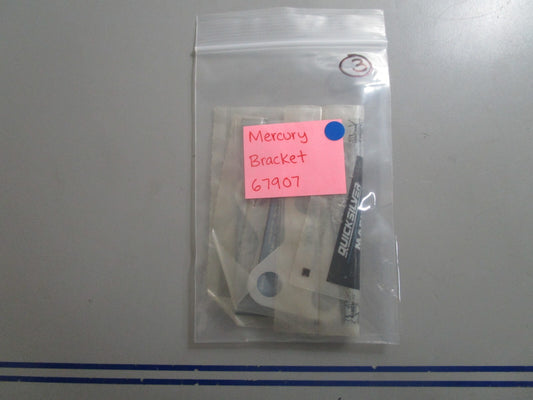 3
Mercury
Bracket
67907
QUICKSILVER